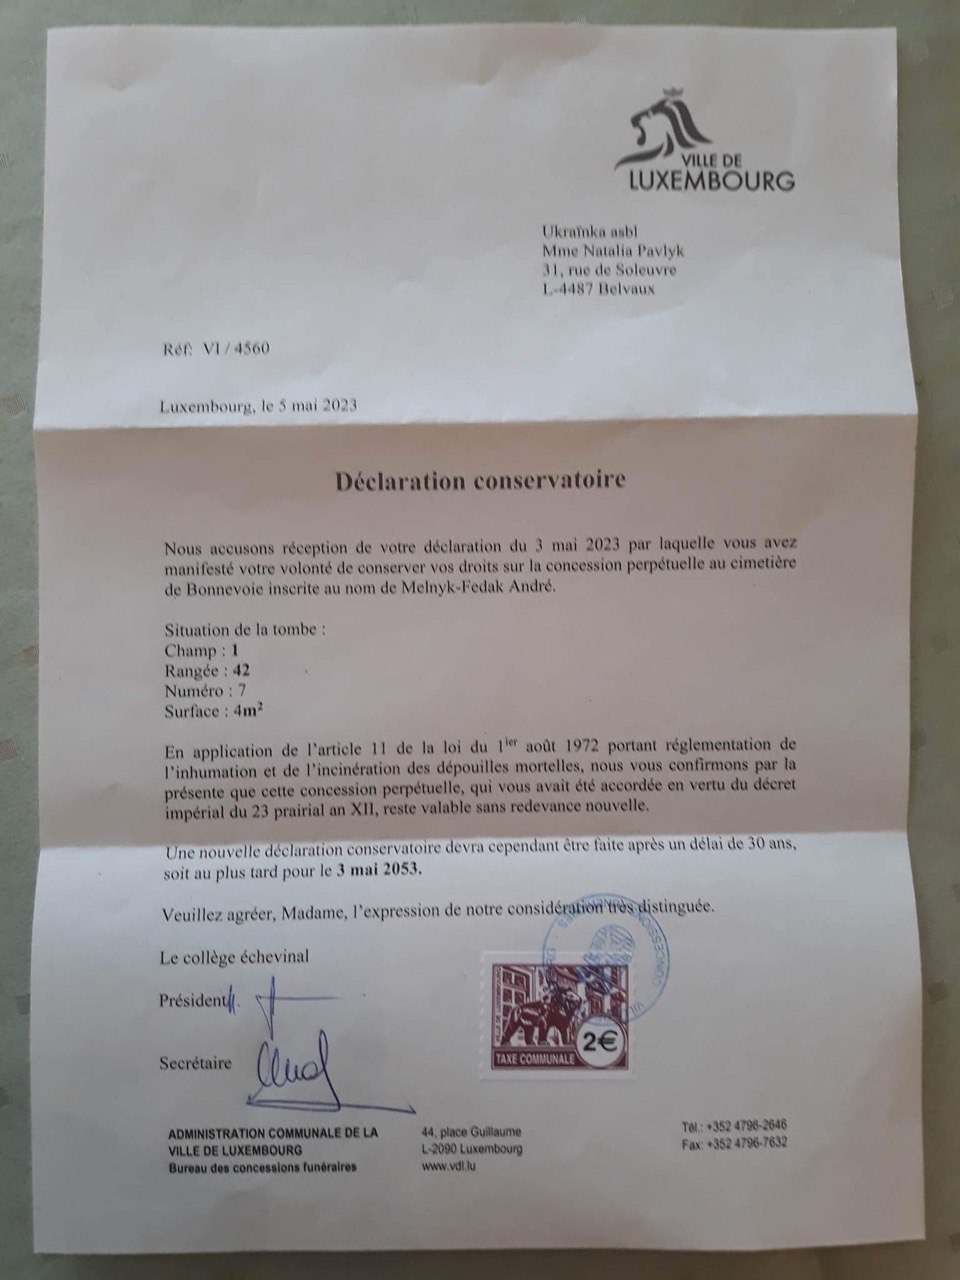 VILLE DE
LUXEMBOURG
Ukraïnka asbl
Mme Natalia Pavlyk
31, rue de Soleuvre
L-4487 Belvaux
Réf: VI / 4560
Luxembourg, le 5 mai 2023
Déclaration conservatoire
Nous accusons réception de votre déclaration du 3 mai 2023 par laquelle vous avez
manifesté votre volonté de conserver vos droits sur la concession perpétuelle au cimetière
de Bonnevoie inscrite au nom de Melnyk-Fedak André.
Situation de la tombe :
Champ : 1
Rangée : 42
Numéro : 7
Surface : 4m²
En application de l'article 11 de la loi du 1ier août 1972 portant réglementation de
l'inhumation et de l'incinération des dépouilles mortelles, nous vous confirmons par la
présente que cette concession perpétuelle, qui vous avait été accordée en vertu du décret
impérial du 23 prairial an XII, reste valable sans redevance nouvelle.
Une nouvelle déclaration conservatoire devra cependant être faite après un délai de 30 ans,
soit au plus tard pour le 3 mai 2053.
Veuillez agréer, Madame, l'expression de notre considération très distinguée.
Le collège échevinal
Président
Secrétaire
VILLE DE LUXEMBOURG
2€
TAXE COMMUNALE
ADMINISTRATION COMMUNALE DE LA
VILLE DE LUXEMBOURG
Bureau des concessions funéraires
44, place Guillaume
L-2090 Luxembourg
www.vdl.lu
Tél.: +352 4796-2646
Fax: +352 4796-7632